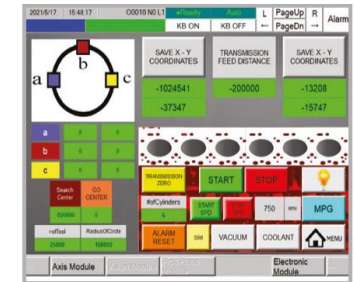 2021/5/17 15:48:17 O0010 N0 L1 Ready Auto L PageUp R Alarm
KB ON KB OFF ← PageDn →
SAVE X - Y COORDINATES
TRANSMISSION FEED DISTANCE
SAVE X - Y COORDINATES
-1024541 -200000 -13208
-37347 -15747
a b c
a 0 0
b 0 0
c 0 0
Search Center
GO CENTER
500000 0
reffeel RadiusOfCircle
25000 100000
TRANSMISSION ZERO
START STOP
#ofCylinders
6
START SPD
750 RPM MPG
ALARM RESET
DIM VACUUM COOLANT MENU
Axis Module
Electronic Module